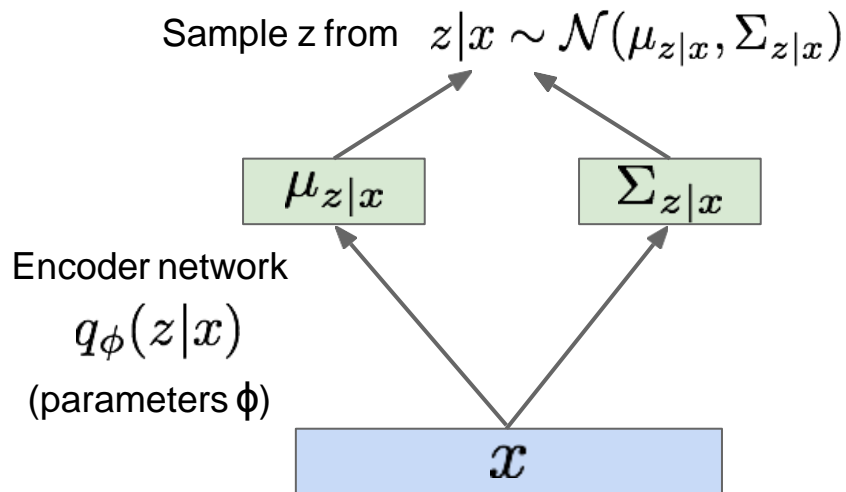 Sample z from z|x ∼ 𝒩(μ_{z|x}, Σ_{z|x})
μ_{z|x} Σ_{z|x}
Encoder network
q_ϕ(z|x)
(parameters ϕ)
x